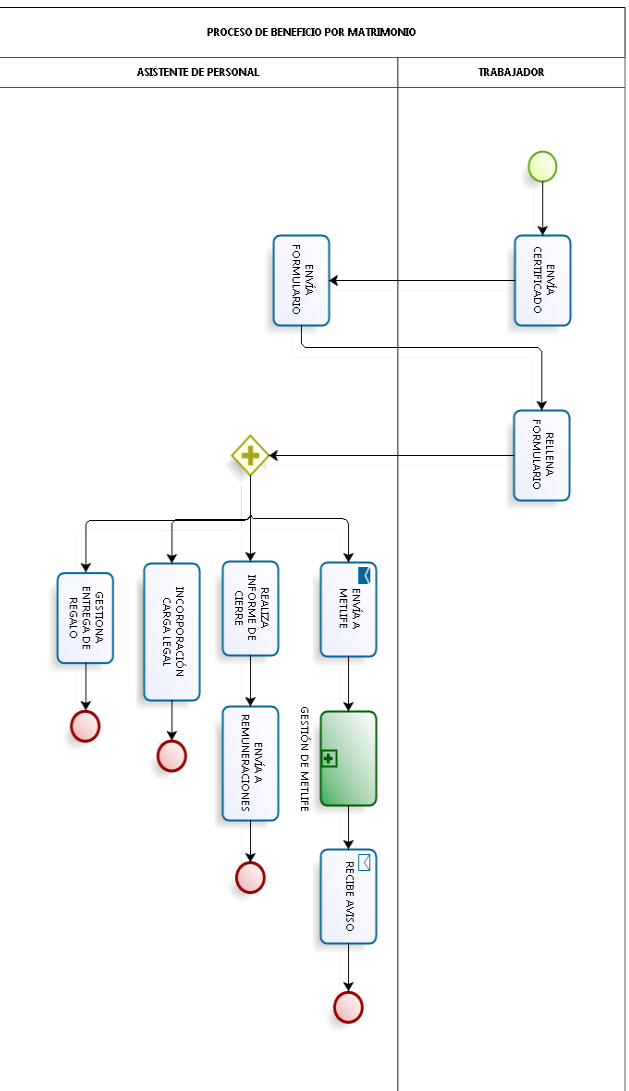 PROCESO DE BENEFICIO POR MATRIMONIO
ASISTENTE DE PERSONAL
TRABAJADOR
ENVÍA
CERTIFICADO
ENVÍA
FORMULARIO
RELLENA
FORMULARIO
GESTIONA
ENTREGA DE
REGALO
INCORPORACIÓN
CARGA LEGAL
REALIZA
INFORME DE
CIERRE
ENVÍA A
METLIFE
ENVÍA A
REMUNERACIONES
GESTIÓN DE METLIFE
RECIBE AVISO